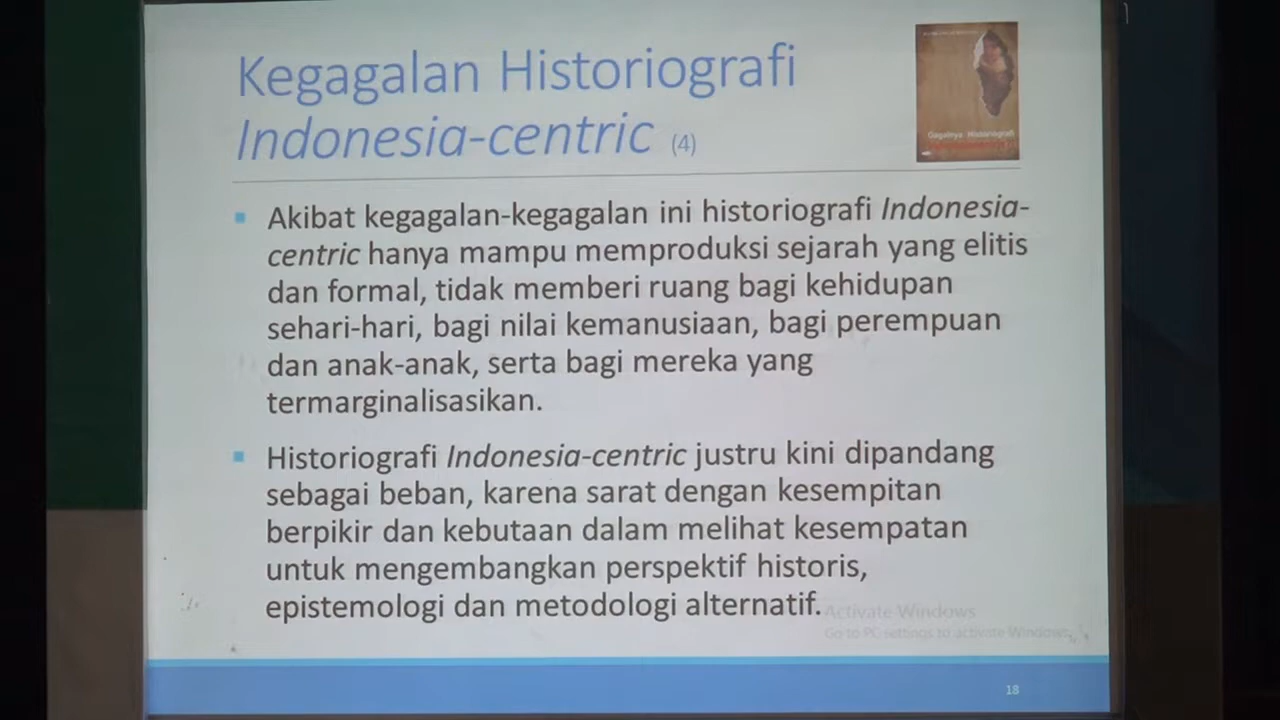 Kegagalan Historiografi
Indonesia-centric (4)
Gagalnya Historiografi
Akibat kegagalan-kegagalan ini historiografi Indonesia-
centric hanya mampu memproduksi sejarah yang elitis
dan formal, tidak memberi ruang bagi kehidupan
sehari-hari, bagi nilai kemanusiaan, bagi perempuan
dan anak-anak, serta bagi mereka yang
termarginalisasikan.
Historiografi Indonesia-centric justru kini dipandang
sebagai beban, karena sarat dengan kesempitan
berpikir dan kebutaan dalam melihat kesempatan
untuk mengembangkan perspektif historis,
epistemologi dan metodologi alternatif.
Activate Windows
Go to PC settings to activate Windows.
18